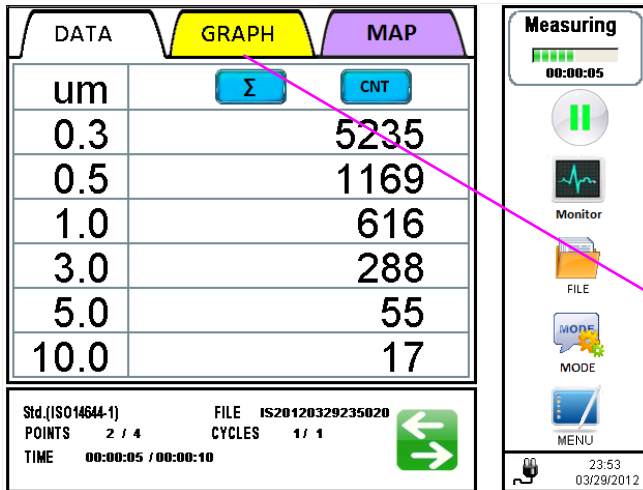 DATA GRAPH MAP
um Σ CNT
0.3 5235
0.5 1169
1.0 616
3.0 288
5.0 55
10.0 17
Std.(ISO14644-1) FILE IS20120329235020
POINTS 2 / 4 CYCLES 1/ 1
TIME 00:00:05 / 00:00:10
Measuring
00:00:05
Monitor
FILE
MODE
MODE
MENU
23:53
03/29/2012